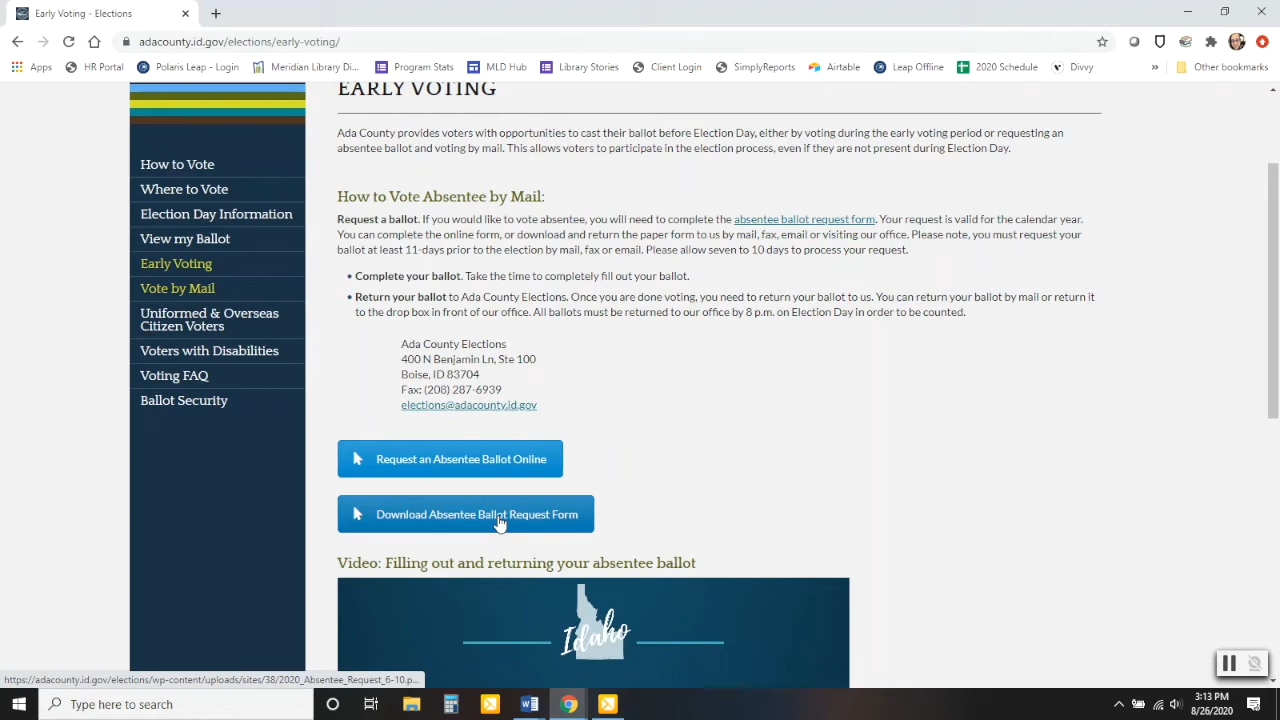 Early Voting - Elections
adacounty.id.gov/elections/early-voting/
Apps
HR Portal
Polaris Leap - Login
Meridian Library Di...
Program Stats
MLD Hub
Library Stories
Client Login
SimplyReports
Airtable
Leap Offline
2020 Schedule
Divvy
»
Other bookmarks
EARLY VOTING
Ada County provides voters with opportunities to cast their ballot before Election Day, either by voting during the early voting period or requesting an
absentee ballot and voting by mail. This allows voters to participate in the election process, even if they are not present during Election Day.
How to Vote
Where to Vote
Election Day Information
View my Ballot
Early Voting
Vote by Mail
Uniformed & Overseas
Citizen Voters
Voters with Disabilities
Voting FAQ
Ballot Security
How to Vote Absentee by Mail:
Request a ballot. If you would like to vote absentee, you will need to complete the absentee ballot request form. Your request is valid for the calendar year.
You can complete the online form, or download and return the paper form to us by mail, fax, email or visiting our office. Please note, you must request your
ballot at least 11-days prior to the election by mail, fax or email. Please allow seven to 10 days to process your request.
• Complete your ballot. Take the time to completely fill out your ballot.
• Return your ballot to Ada County Elections. Once you are done voting, you need to return your ballot to us. You can return your ballot by mail or return it
to the drop box in front of our office. All ballots must be returned to our office by 8 p.m. on Election Day in order to be counted.
Ada County Elections
400 N Benjamin Ln, Ste 100
Boise, ID 83704
Fax: (208) 287-6939
elections@adacounty.id.gov
Request an Absentee Ballot Online
Download Absentee Ballot Request Form
Video: Filling out and returning your absentee ballot
Idaho
https://adacounty.id.gov/elections/wp-content/uploads/sites/38/2020_Absentee_Request_6-10.p...
Type here to search
3:13 PM
8/26/2020